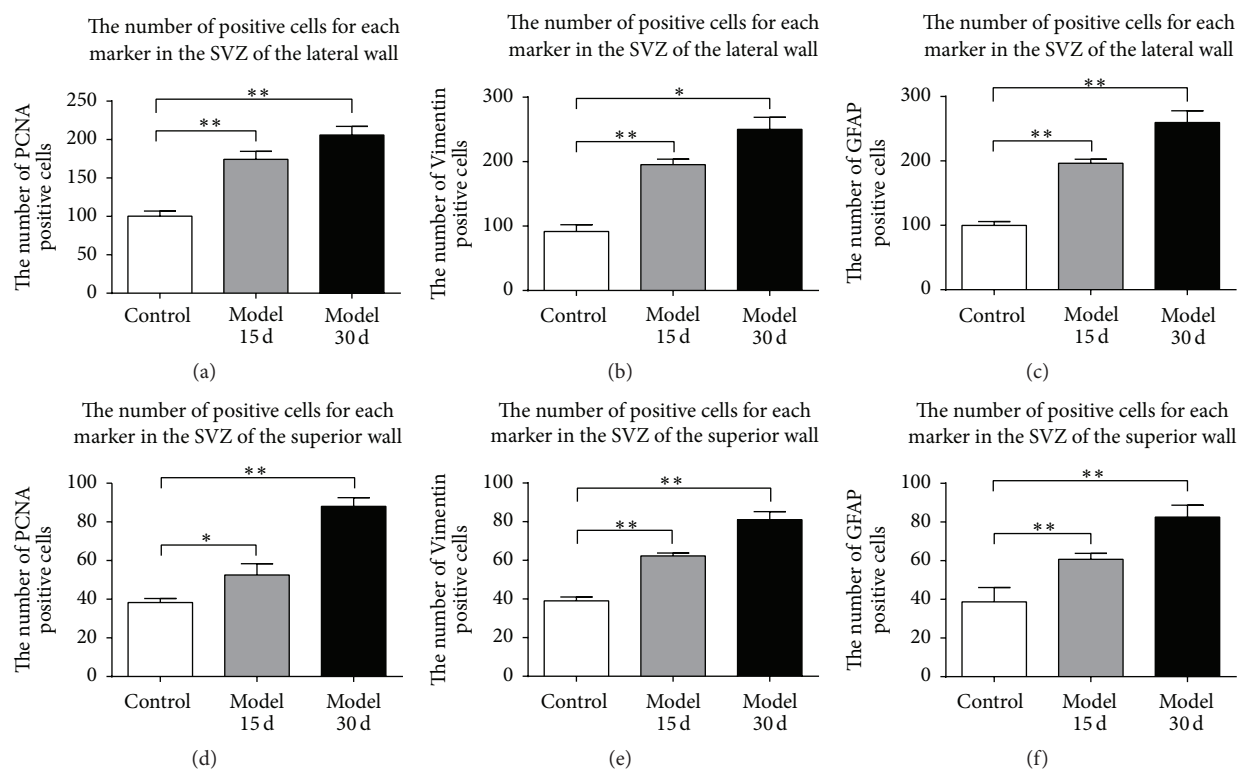 The number of positive cells for each
marker in the SVZ of the lateral wall
The number of PCNA
positive cells
250
200
150
100
50
0
**
**
Control
Model
15 d
Model
30 d
(a)
The number of positive cells for each
marker in the SVZ of the lateral wall
The number of Vimentin
positive cells
300
200
100
0
*
**
Control
Model
15 d
Model
30 d
(b)
The number of positive cells for each
marker in the SVZ of the lateral wall
The number of GFAP
positive cells
300
200
100
0
**
**
Control
Model
15 d
Model
30 d
(c)
The number of positive cells for each
marker in the SVZ of the superior wall
The number of PCNA
positive cells
100
80
60
40
20
0
**
*
Control
Model
15 d
Model
30 d
(d)
The number of positive cells for each
marker in the SVZ of the superior wall
The number of Vimentin
positive cells
100
80
60
40
20
0
**
**
Control
Model
15 d
Model
30 d
(e)
The number of positive cells for each
marker in the SVZ of the superior wall
The number of GFAP
positive cells
100
80
60
40
20
0
**
**
Control
Model
15 d
Model
30 d
(f)